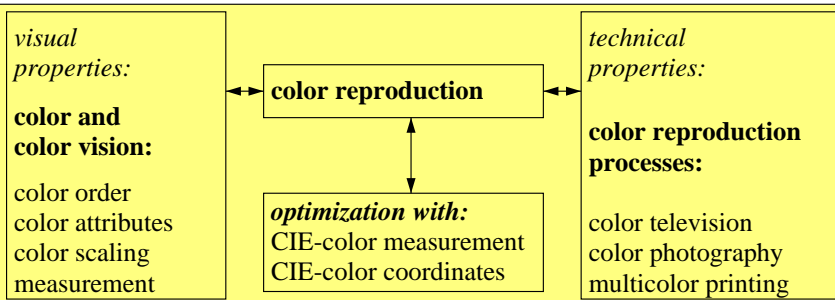 visual
properties:
color and
color vision:
color order
color attributes
color scaling
measurement
color reproduction
optimization with:
CIE-color measurement
CIE-color coordinates
technical
properties:
color reproduction
processes:
color television
color photography
multicolor printing